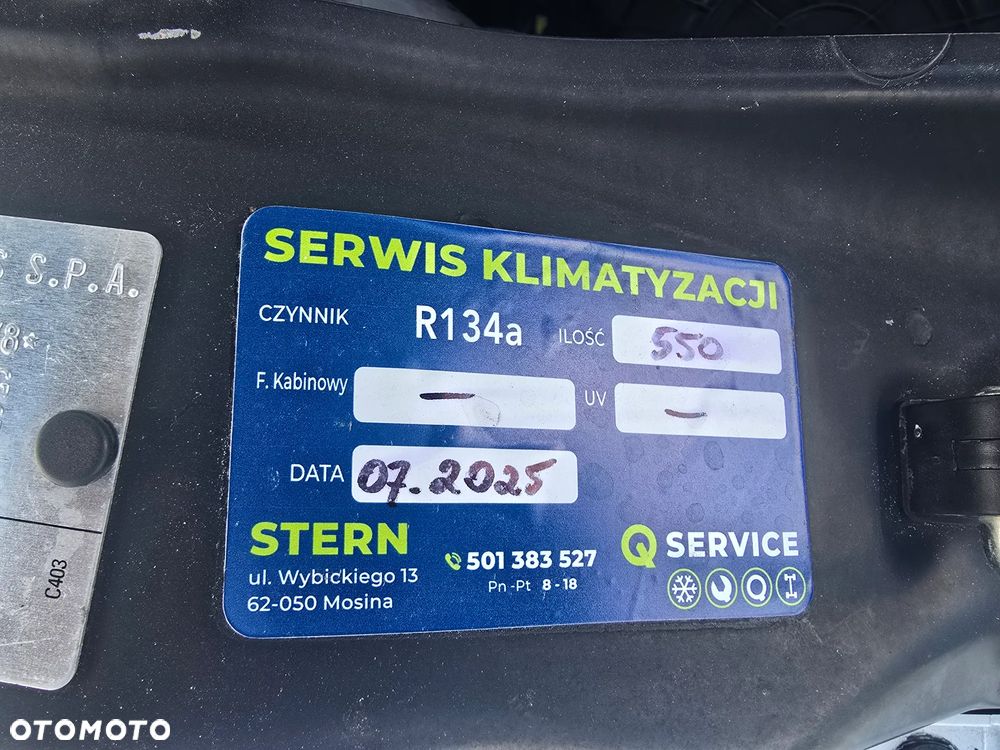 S.P.A.
C403
SERWIS KLIMATYZACJI
CZYNNIK R134a ILOŚĆ 550
F. Kabinowy — UV —
DATA 07.2025
STERN
ul. Wybickiego 13
62-050 Mosina
501 383 527
Pn -Pt 8 - 18
Q SERVICE
OTOMOTO